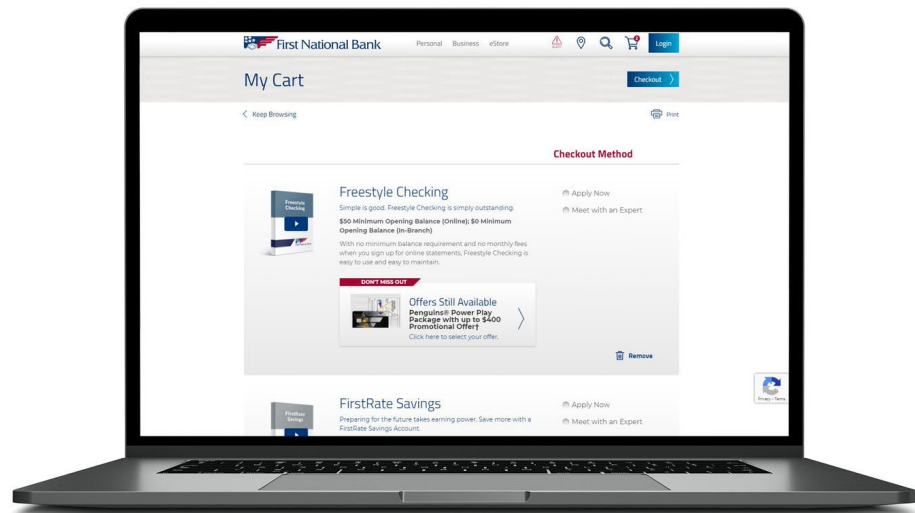 First National Bank
Personal Business eStore
2
Login
My Cart
Checkout
Keep Browsing
Print
Checkout Method
Freestyle Checking
Freestyle
Checking
Simple is good. Freestyle Checking is simply outstanding.
$50 Minimum Opening Balance (Online); $0 Minimum
Opening Balance (In-Branch)
With no minimum balance requirement and no monthly fees
when you sign up for online statements, Freestyle Checking is
easy to use and easy to maintain.
Apply Now
Meet with an Expert
DON'T MISS OUT
Offers Still Available
Penguins® Power Play
Package with up to $400
Promotional Offer†
Click here to select your offer.
Remove
FirstRate Savings
FirstRate
Savings
Preparing for the future takes earning power. Save more with a
FirstRate Savings Account.
Apply Now
Meet with an Expert
Privacy - Terms